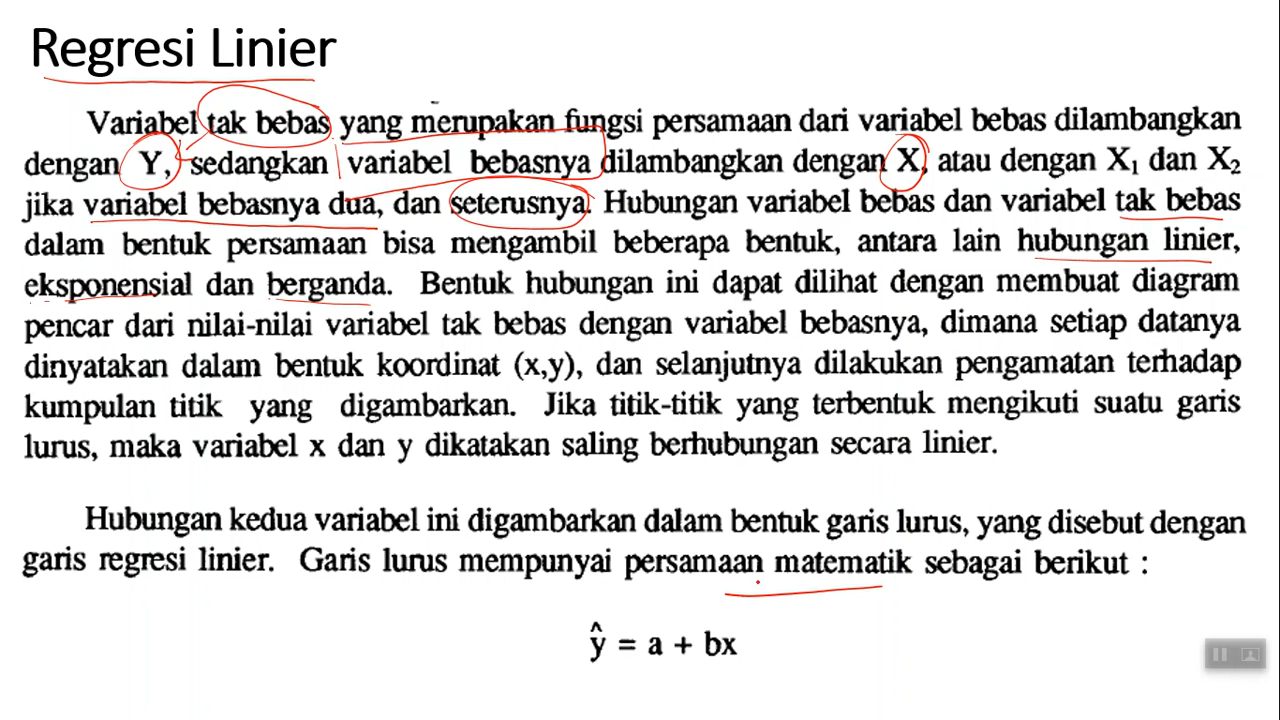 Regresi Linier
Variabel tak bebas yang merupakan fungsi persamaan dari variabel bebas dilambangkan
dengan Y, sedangkan variabel bebasnya dilambangkan dengan X, atau dengan X₁ dan X₂
jika variabel bebasnya dua, dan seterusnya. Hubungan variabel bebas dan variabel tak bebas
dalam bentuk persamaan bisa mengambil beberapa bentuk, antara lain hubungan linier,
eksponensial dan berganda. Bentuk hubungan ini dapat dilihat dengan membuat diagram
pencar dari nilai-nilai variabel tak bebas dengan variabel bebasnya, dimana setiap datanya
dinyatakan dalam bentuk koordinat (x,y), dan selanjutnya dilakukan pengamatan terhadap
kumpulan titik yang digambarkan. Jika titik-titik yang terbentuk mengikuti suatu garis
lurus, maka variabel x dan y dikatakan saling berhubungan secara linier.
Hubungan kedua variabel ini digambarkan dalam bentuk garis lurus, yang disebut dengan
garis regresi linier. Garis lurus mempunyai persamaan matematik sebagai berikut :
ŷ = a + bx